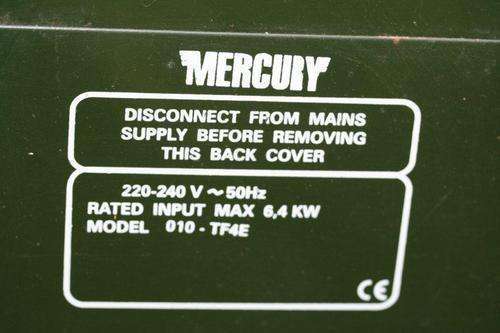 MERCURY
DISCONNECT FROM MAINS
SUPPLY BEFORE REMOVING
THIS BACK COVER
220-240 V ~ 50Hz
RATED INPUT MAX 6,4 KW
MODEL 010 - TF4E
CE